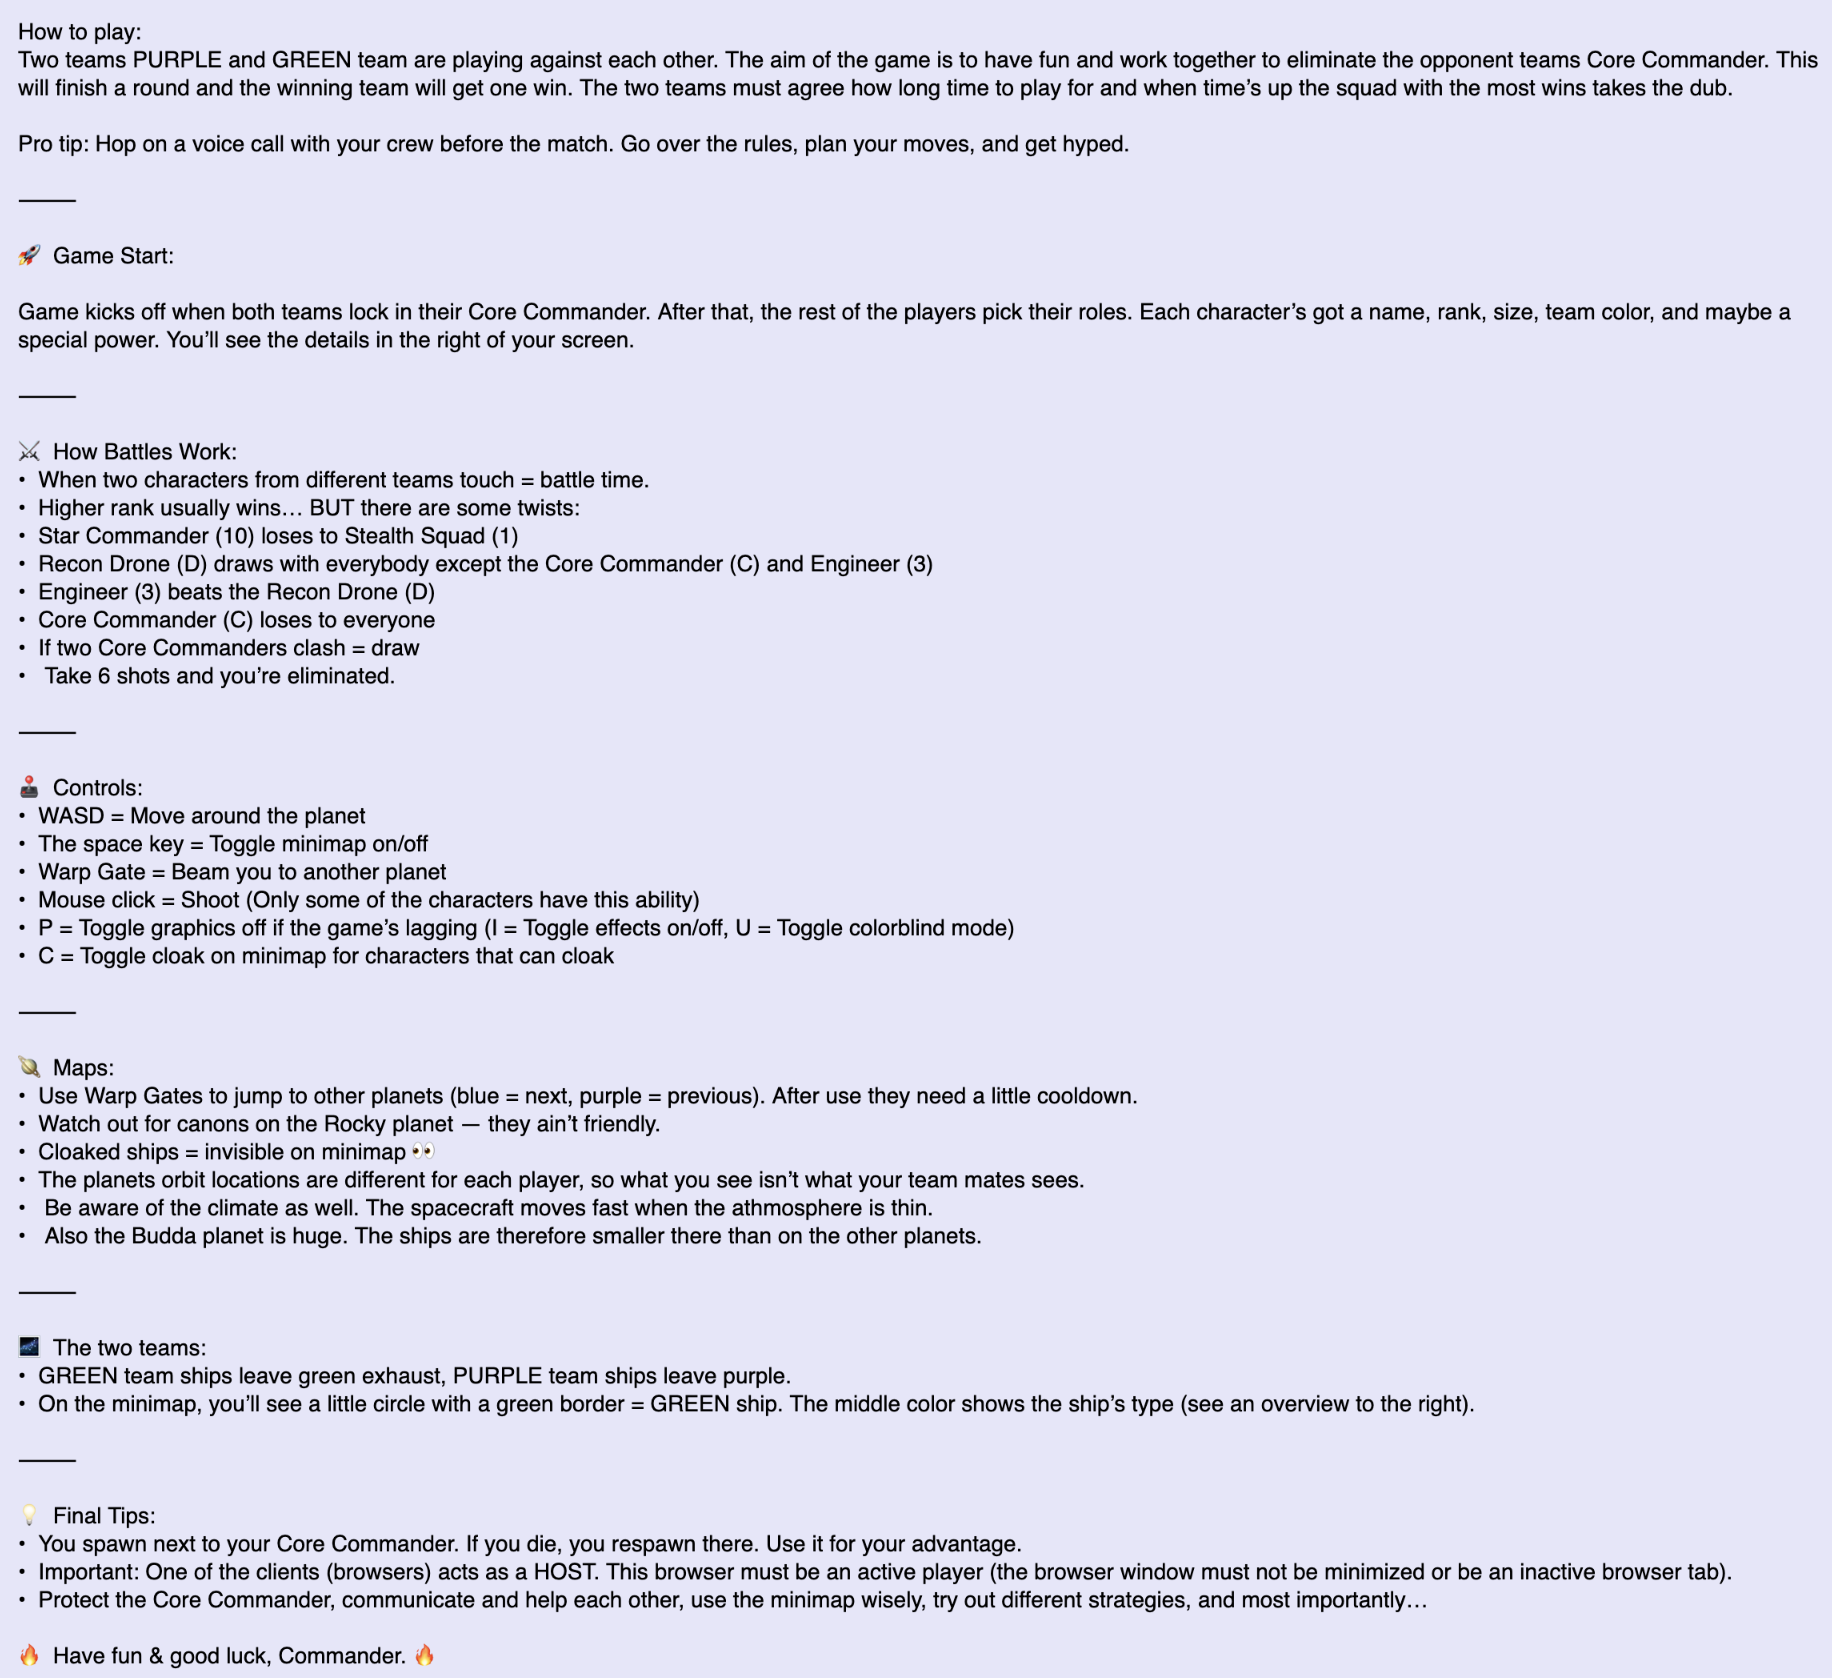 How to play:
Two teams PURPLE and GREEN team are playing against each other. The aim of the game is to have fun and work together to eliminate the opponent teams Core Commander. This
will finish a round and the winning team will get one win. The two teams must agree how long time to play for and when time’s up the squad with the most wins takes the dub.
Pro tip: Hop on a voice call with your crew before the match. Go over the rules, plan your moves, and get hyped.
⸻
🚀 Game Start:
Game kicks off when both teams lock in their Core Commander. After that, the rest of the players pick their roles. Each character’s got a name, rank, size, team color, and maybe a
special power. You’ll see the details in the right of your screen.
⸻
⚔️ How Battles Work:
• When two characters from different teams touch = battle time.
• Higher rank usually wins… BUT there are some twists:
• Star Commander (10) loses to Stealth Squad (1)
• Recon Drone (D) draws with everybody except the Core Commander (C) and Engineer (3)
• Engineer (3) beats the Recon Drone (D)
• Core Commander (C) loses to everyone
• If two Core Commanders clash = draw
• Take 6 shots and you’re eliminated.
⸻
🕹️ Controls:
• WASD = Move around the planet
• The space key = Toggle minimap on/off
• Warp Gate = Beam you to another planet
• Mouse click = Shoot (Only some of the characters have this ability)
• P = Toggle graphics off if the game’s lagging (I = Toggle effects on/off, U = Toggle colorblind mode)
• C = Toggle cloak on minimap for characters that can cloak
⸻
🪐 Maps:
• Use Warp Gates to jump to other planets (blue = next, purple = previous). After use they need a little cooldown.
• Watch out for canons on the Rocky planet — they ain’t friendly.
• Cloaked ships = invisible on minimap 👀
• The planets orbit locations are different for each player, so what you see isn’t what your team mates sees.
• Be aware of the climate as well. The spacecraft moves fast when the athmosphere is thin.
• Also the Budda planet is huge. The ships are therefore smaller there than on the other planets.
⸻
🌌 The two teams:
• GREEN team ships leave green exhaust, PURPLE team ships leave purple.
• On the minimap, you’ll see a little circle with a green border = GREEN ship. The middle color shows the ship’s type (see an overview to the right).
⸻
💡 Final Tips:
• You spawn next to your Core Commander. If you die, you respawn there. Use it for your advantage.
• Important: One of the clients (browsers) acts as a HOST. This browser must be an active player (the browser window must not be minimized or be an inactive browser tab).
• Protect the Core Commander, communicate and help each other, use the minimap wisely, try out different strategies, and most importantly…
🔥 Have fun & good luck, Commander. 🔥